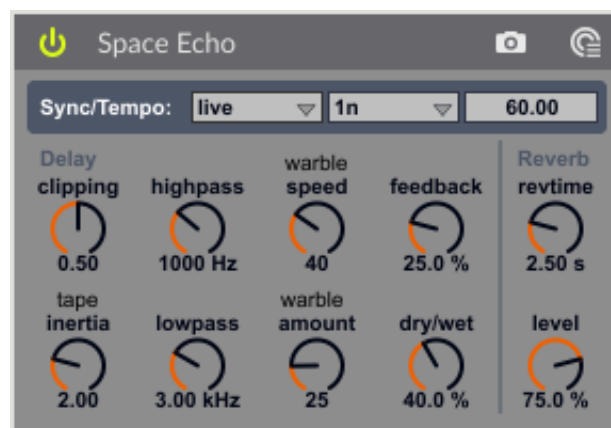 Space Echo
Sync/Tempo: live 1n 60.00
Delay warble Reverb
clipping highpass speed feedback revtime
0.50 1000 Hz 40 25.0 % 2.50 s
tape warble
inertia lowpass amount dry/wet level
2.00 3.00 kHz 25 40.0 % 75.0 %